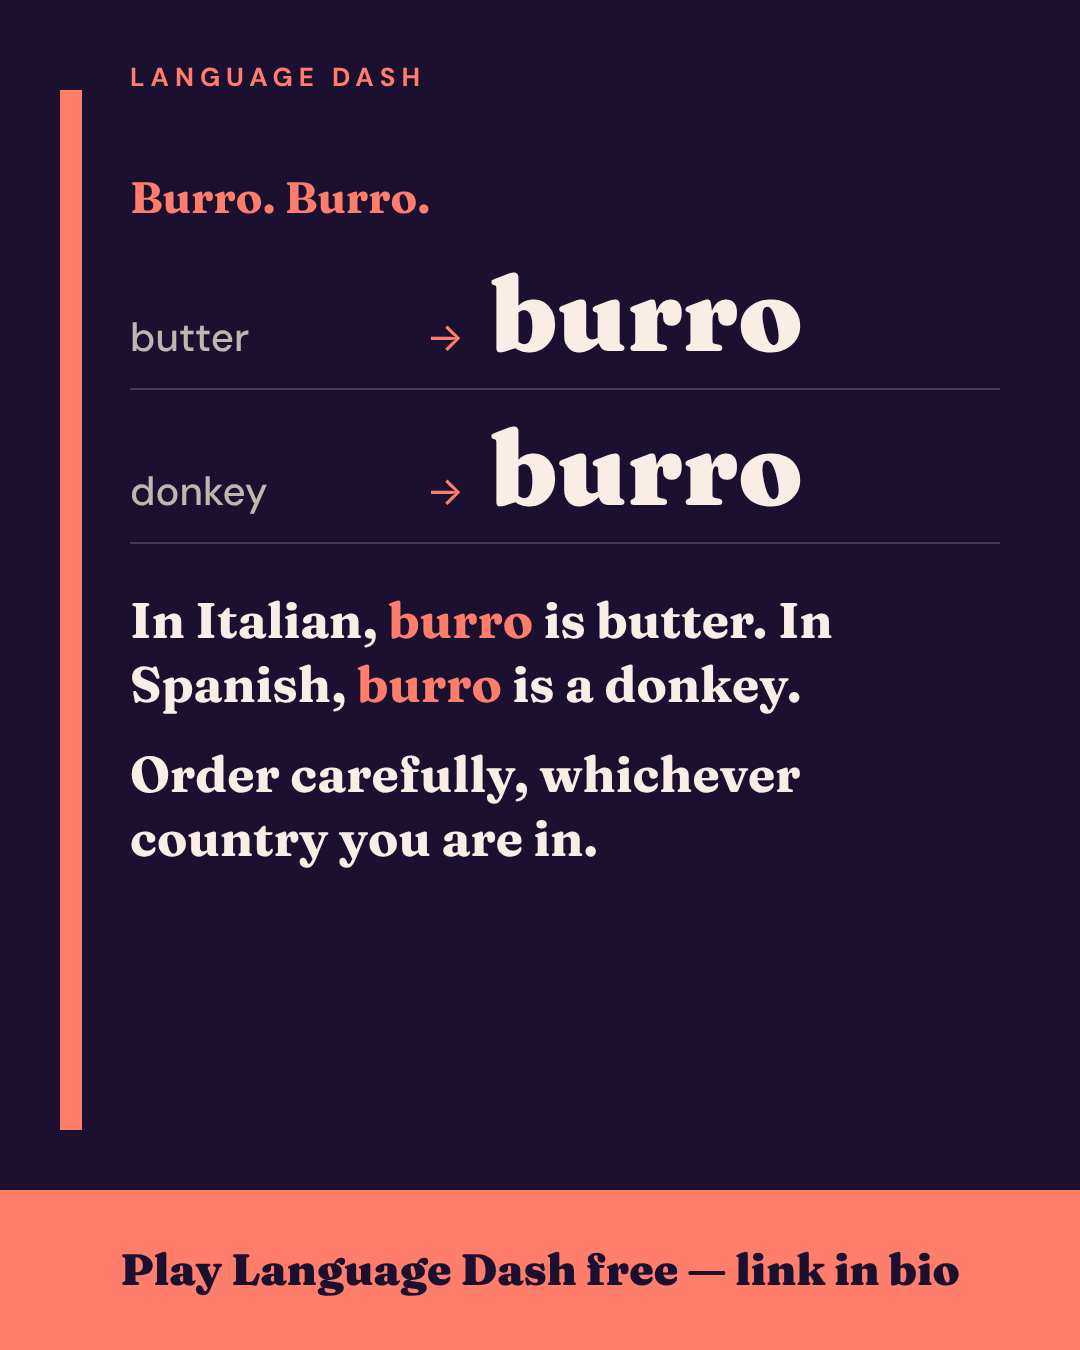 LANGUAGE DASH
Burro. Burro.
butter → burro
donkey → burro
In Italian, burro is butter. In
Spanish, burro is a donkey.
Order carefully, whichever
country you are in.
Play Language Dash free — link in bio